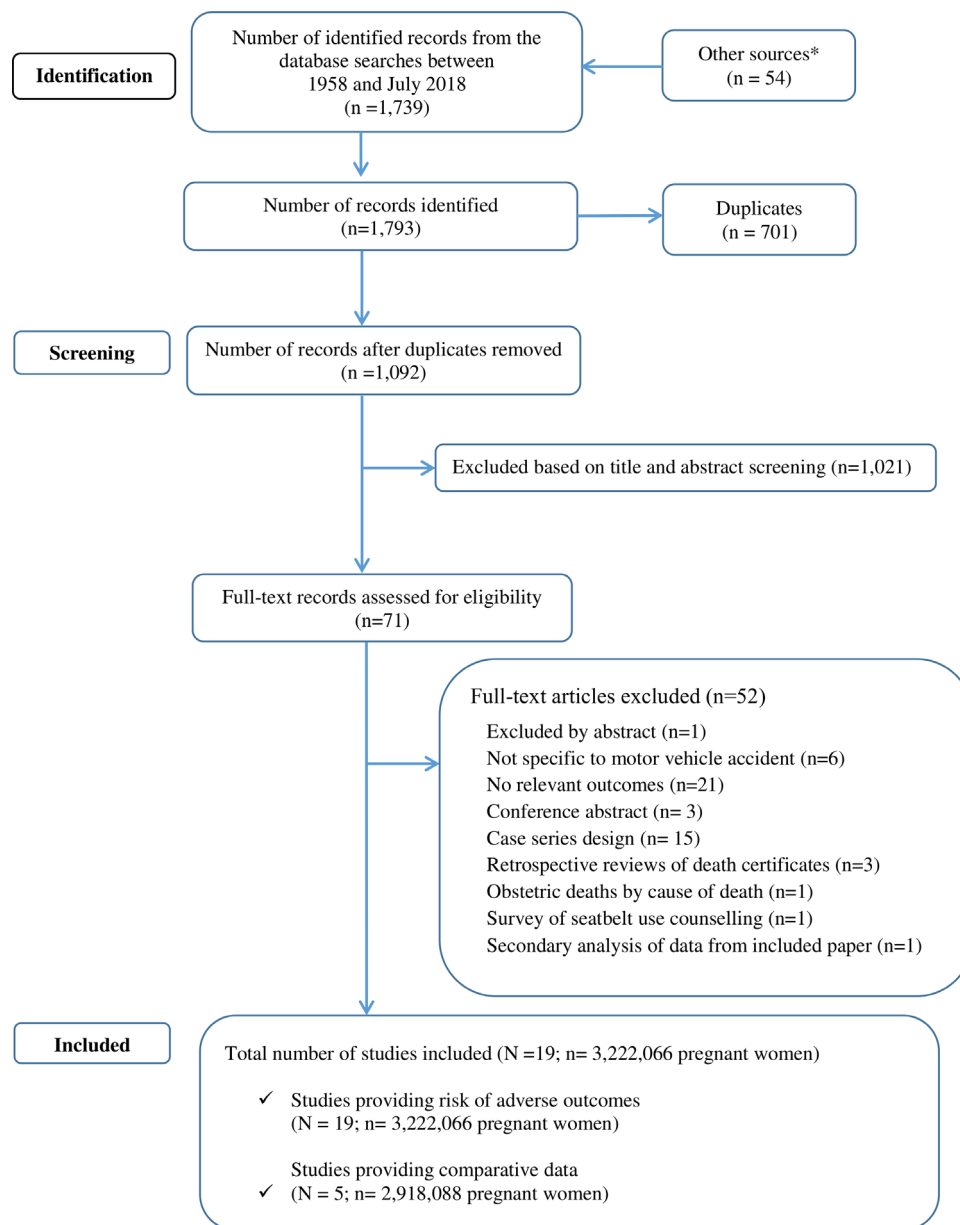 Identification
Number of identified records from the
database searches between
1958 and July 2018
(n =1,739)
Other sources*
(n = 54)
Number of records identified
(n=1,793)
Duplicates
(n = 701)
Screening
Number of records after duplicates removed
(n =1,092)
Excluded based on title and abstract screening (n=1,021)
Full-text records assessed for eligibility
(n=71)
Full-text articles excluded (n=52)
Excluded by abstract (n=1)
Not specific to motor vehicle accident (n=6)
No relevant outcomes (n=21)
Conference abstract (n= 3)
Case series design (n= 15)
Retrospective reviews of death certificates (n=3)
Obstetric deaths by cause of death (n=1)
Survey of seatbelt use counselling (n=1)
Secondary analysis of data from included paper (n=1)
Included
Total number of studies included (N =19; n= 3,222,066 pregnant women)
✓ Studies providing risk of adverse outcomes
(N = 19; n= 3,222,066 pregnant women)
Studies providing comparative data
✓ (N = 5; n= 2,918,088 pregnant women)